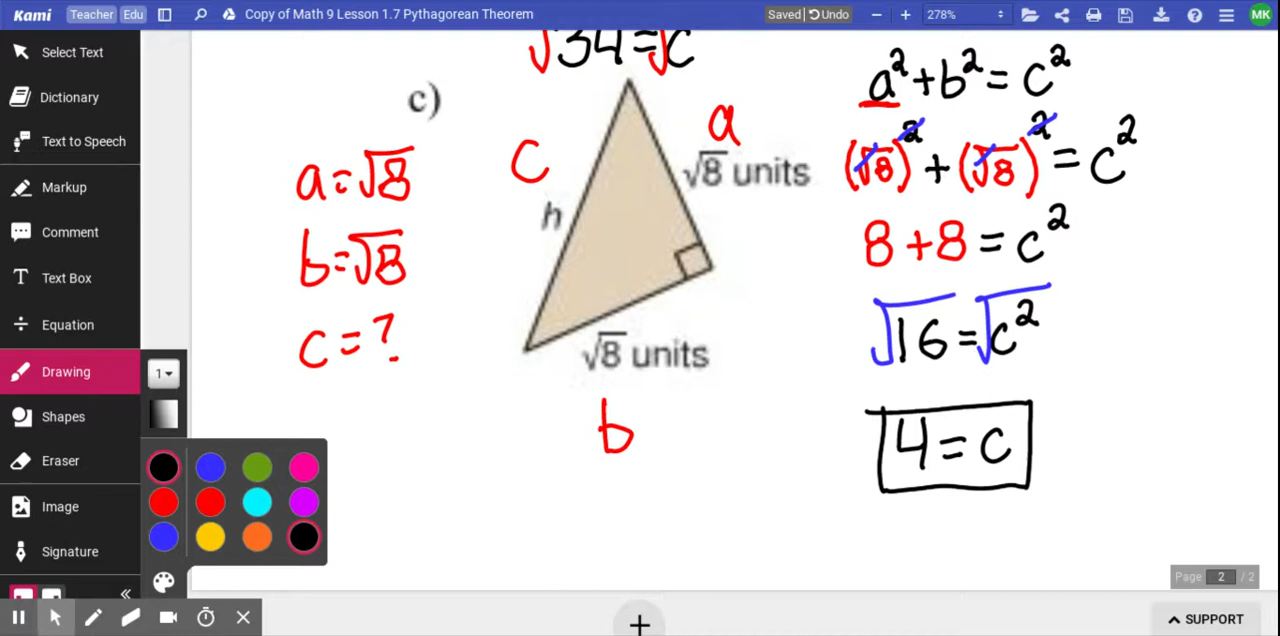 Kami Teacher Edu Copy of Math 9 Lesson 1.7 Pythagorean Theorem Saved Undo − + 278% MK
Select Text
Dictionary
Text to Speech
Markup
Comment
Text Box
Equation
Drawing
Shapes
Eraser
Image
Signature
1
«
√34 = √c
c)
a = √8
b = √8
c = ?
c
a
√8 units
h
√8 units
b
a² + b² = c²
(√8)² + (√8)² = c²
8 + 8 = c²
√16 = √c²
4 = c
Page 2 / 2
+
SUPPORT